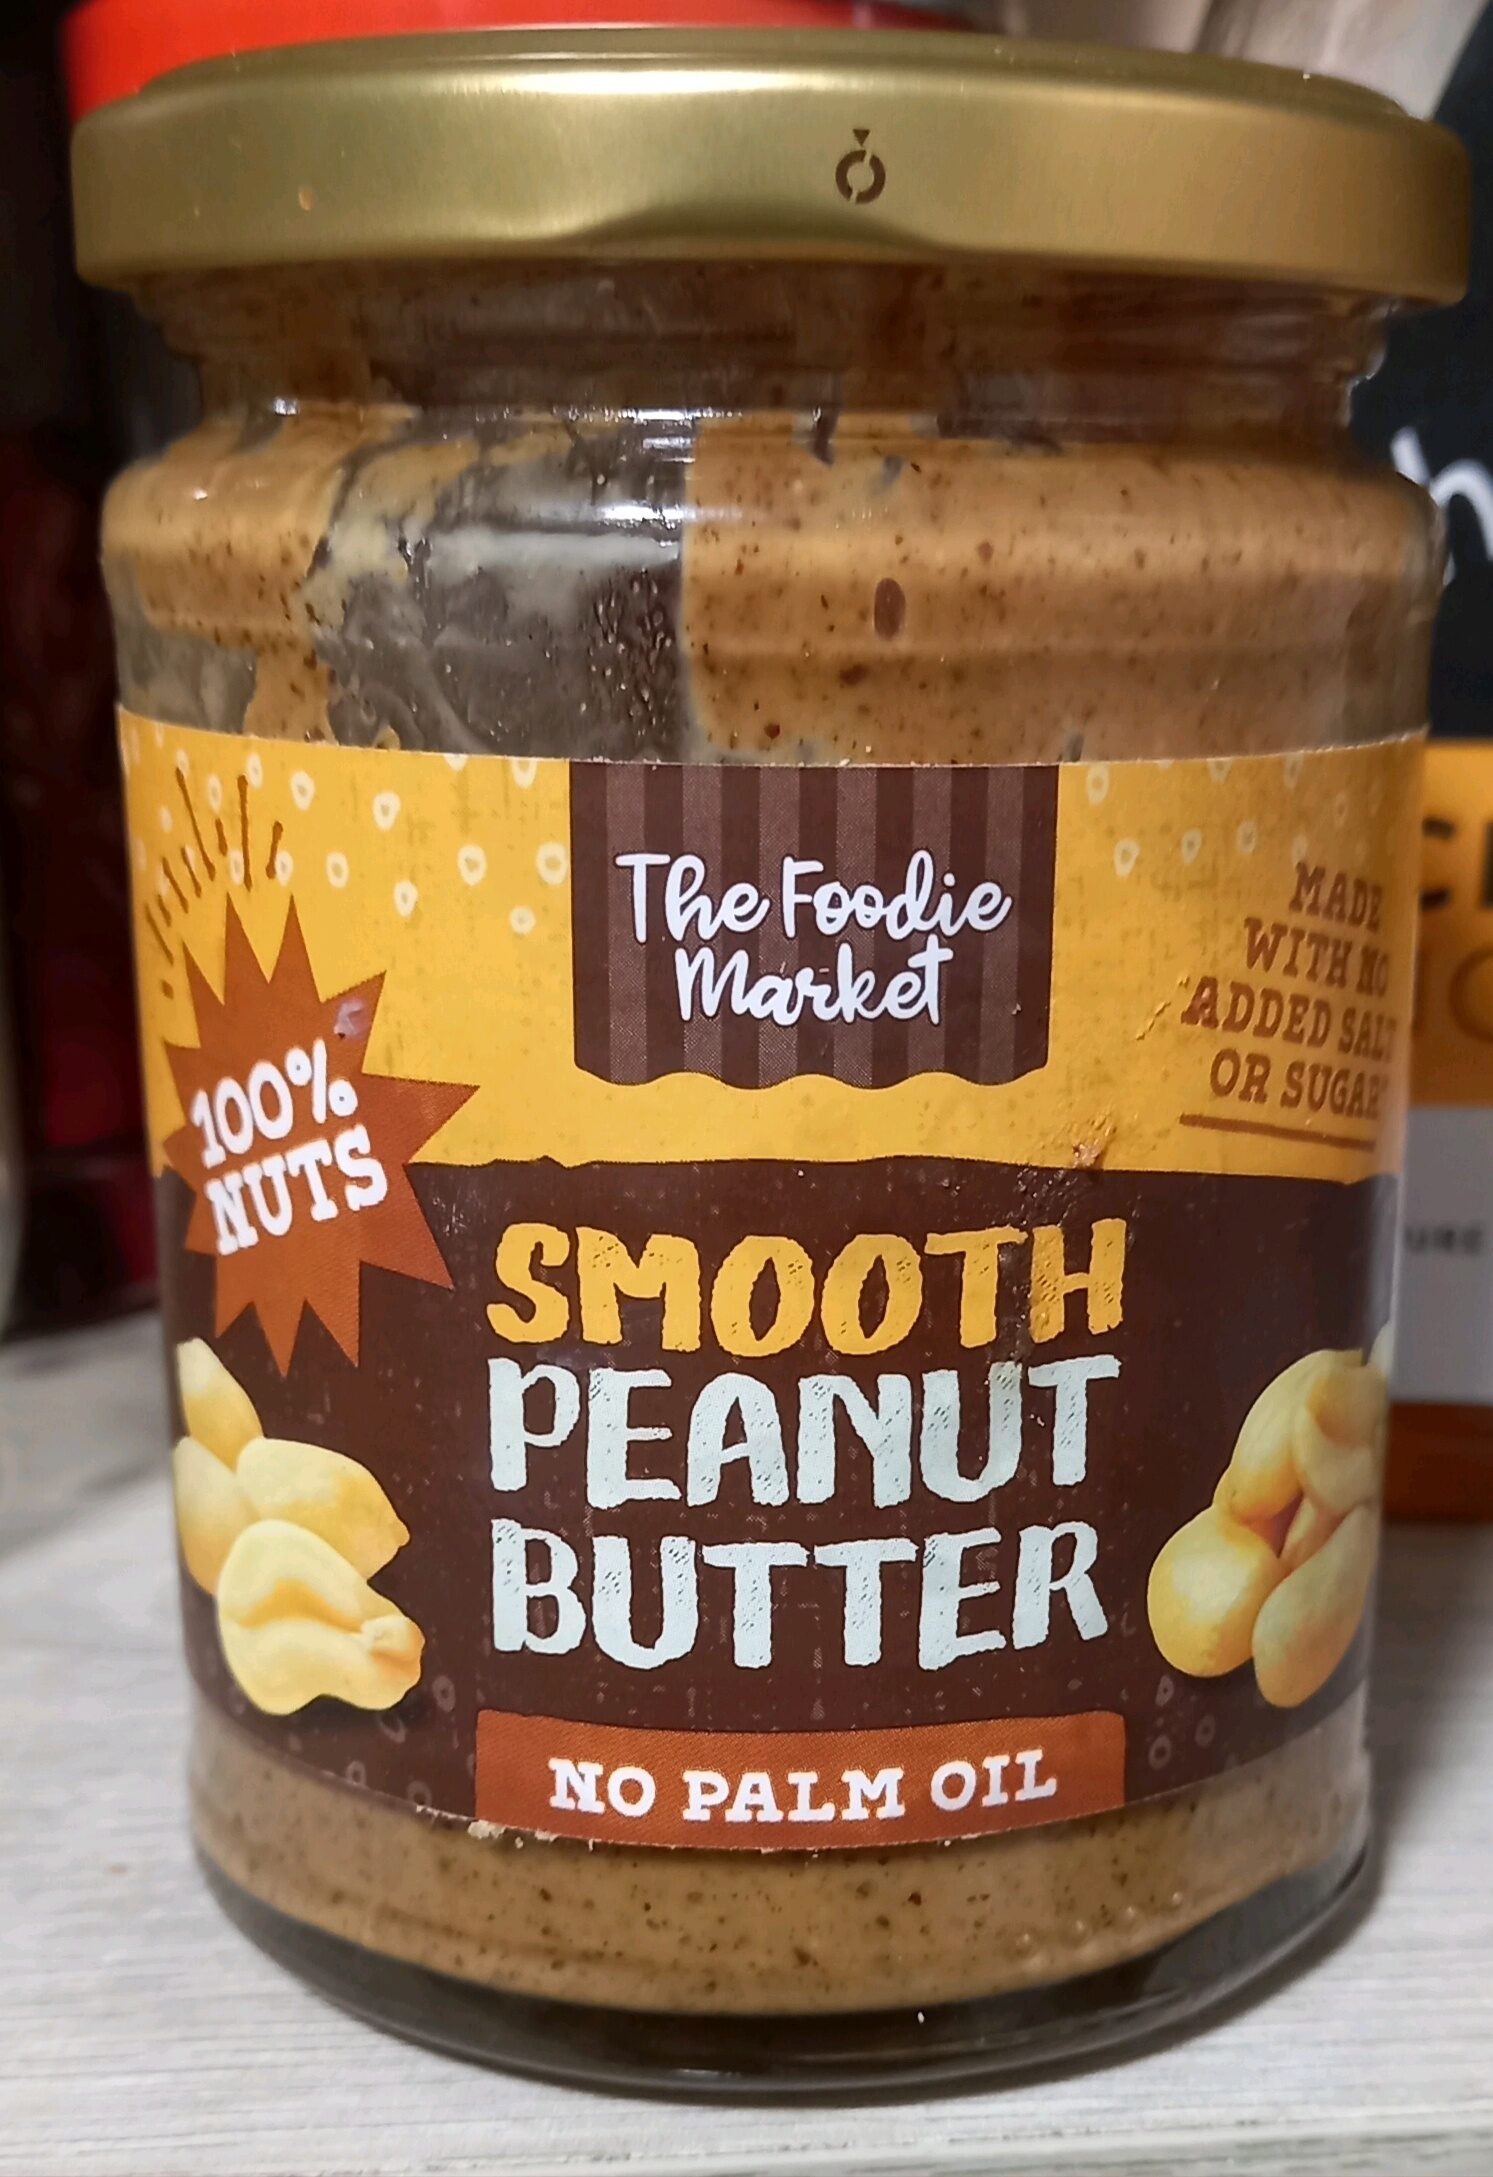 The Foodie
Market
MADE
WITH NO
ADDED SALT
OR SUGAR
100%
NUTS
SMOOTH
PEANUT
BUTTER
NO PALM OIL